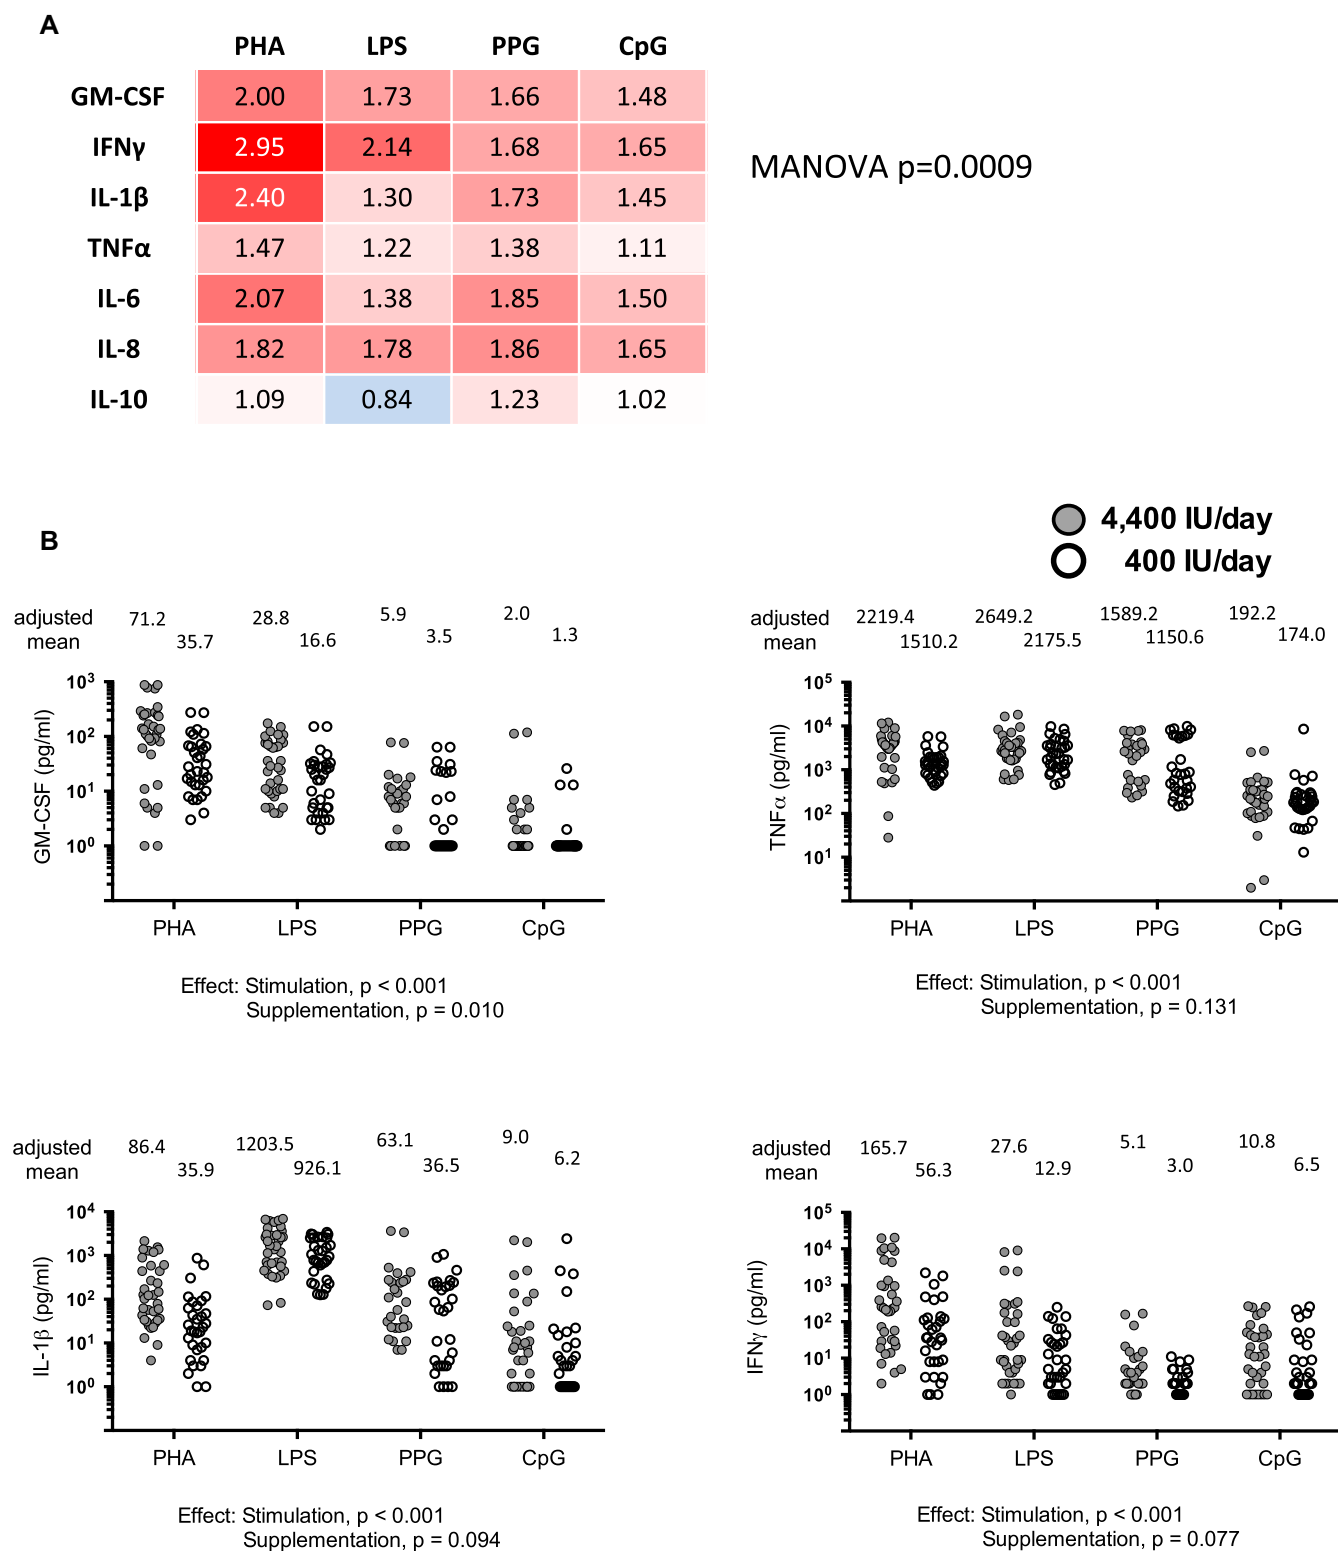 A
PHA LPS PPG CpG
GM-CSF 2.00 1.73 1.66 1.48
IFNγ 2.95 2.14 1.68 1.65
IL-1β 2.40 1.30 1.73 1.45
TNFα 1.47 1.22 1.38 1.11
IL-6 2.07 1.38 1.85 1.50
IL-8 1.82 1.78 1.86 1.65
IL-10 1.09 0.84 1.23 1.02
MANOVA p=0.0009
B
4,400 IU/day
400 IU/day
adjusted
mean
71.2 28.8 5.9 2.0
35.7 16.6 3.5 1.3
GM-CSF (pg/ml)
10³
10²
10¹
10⁰
PHA LPS PPG CpG
Effect: Stimulation, p < 0.001
Supplementation, p = 0.010
adjusted
mean
2219.4 2649.2 1589.2 192.2
1510.2 2175.5 1150.6 174.0
TNFα (pg/ml)
10⁵
10⁴
10³
10²
10¹
PHA LPS PPG CpG
Effect: Stimulation, p < 0.001
Supplementation, p = 0.131
adjusted
mean
86.4 1203.5 63.1 9.0
35.9 926.1 36.5 6.2
IL-1β (pg/ml)
10⁴
10³
10²
10¹
10⁰
PHA LPS PPG CpG
Effect: Stimulation, p < 0.001
Supplementation, p = 0.094
adjusted
mean
165.7 27.6 5.1 10.8
56.3 12.9 3.0 6.5
IFNγ (pg/ml)
10⁵
10⁴
10³
10²
10¹
10⁰
PHA LPS PPG CpG
Effect: Stimulation, p < 0.001
Supplementation, p = 0.077